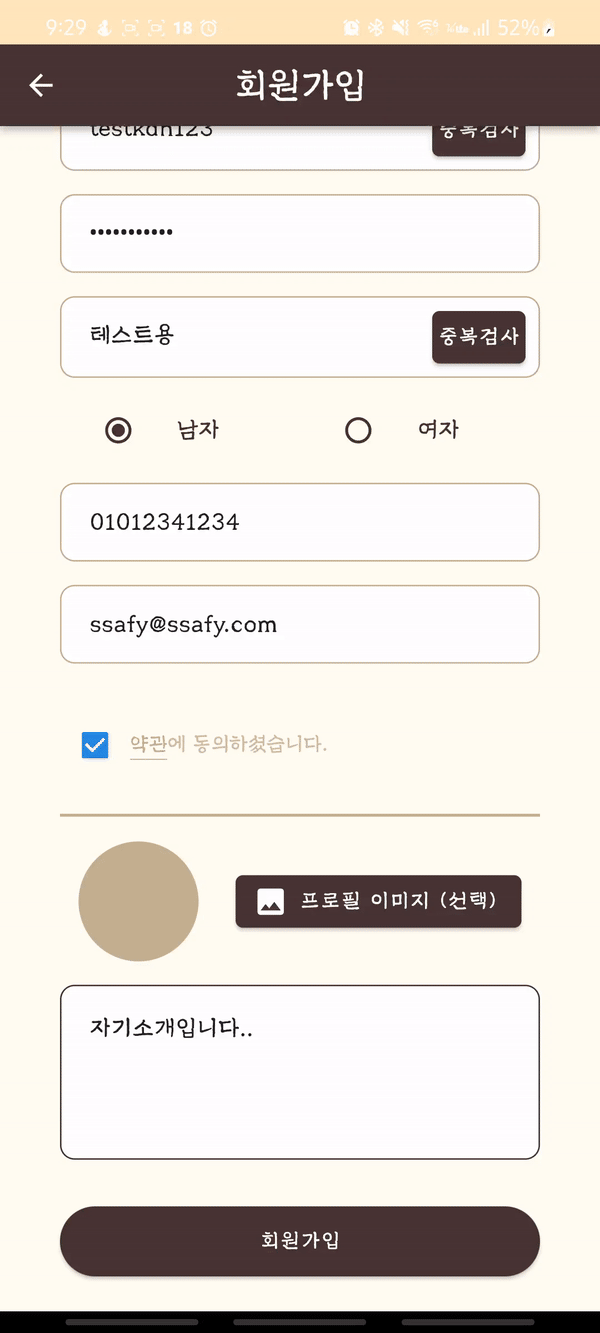 9:29 18 52%
회원가입
testkdh123 중복검사
•••••••••••
테스트용 중복검사
남자 여자
01012341234
ssafy@ssafy.com
약관에 동의하셨습니다.
프로필 이미지 (선택)
자기소개입니다..
회원가입